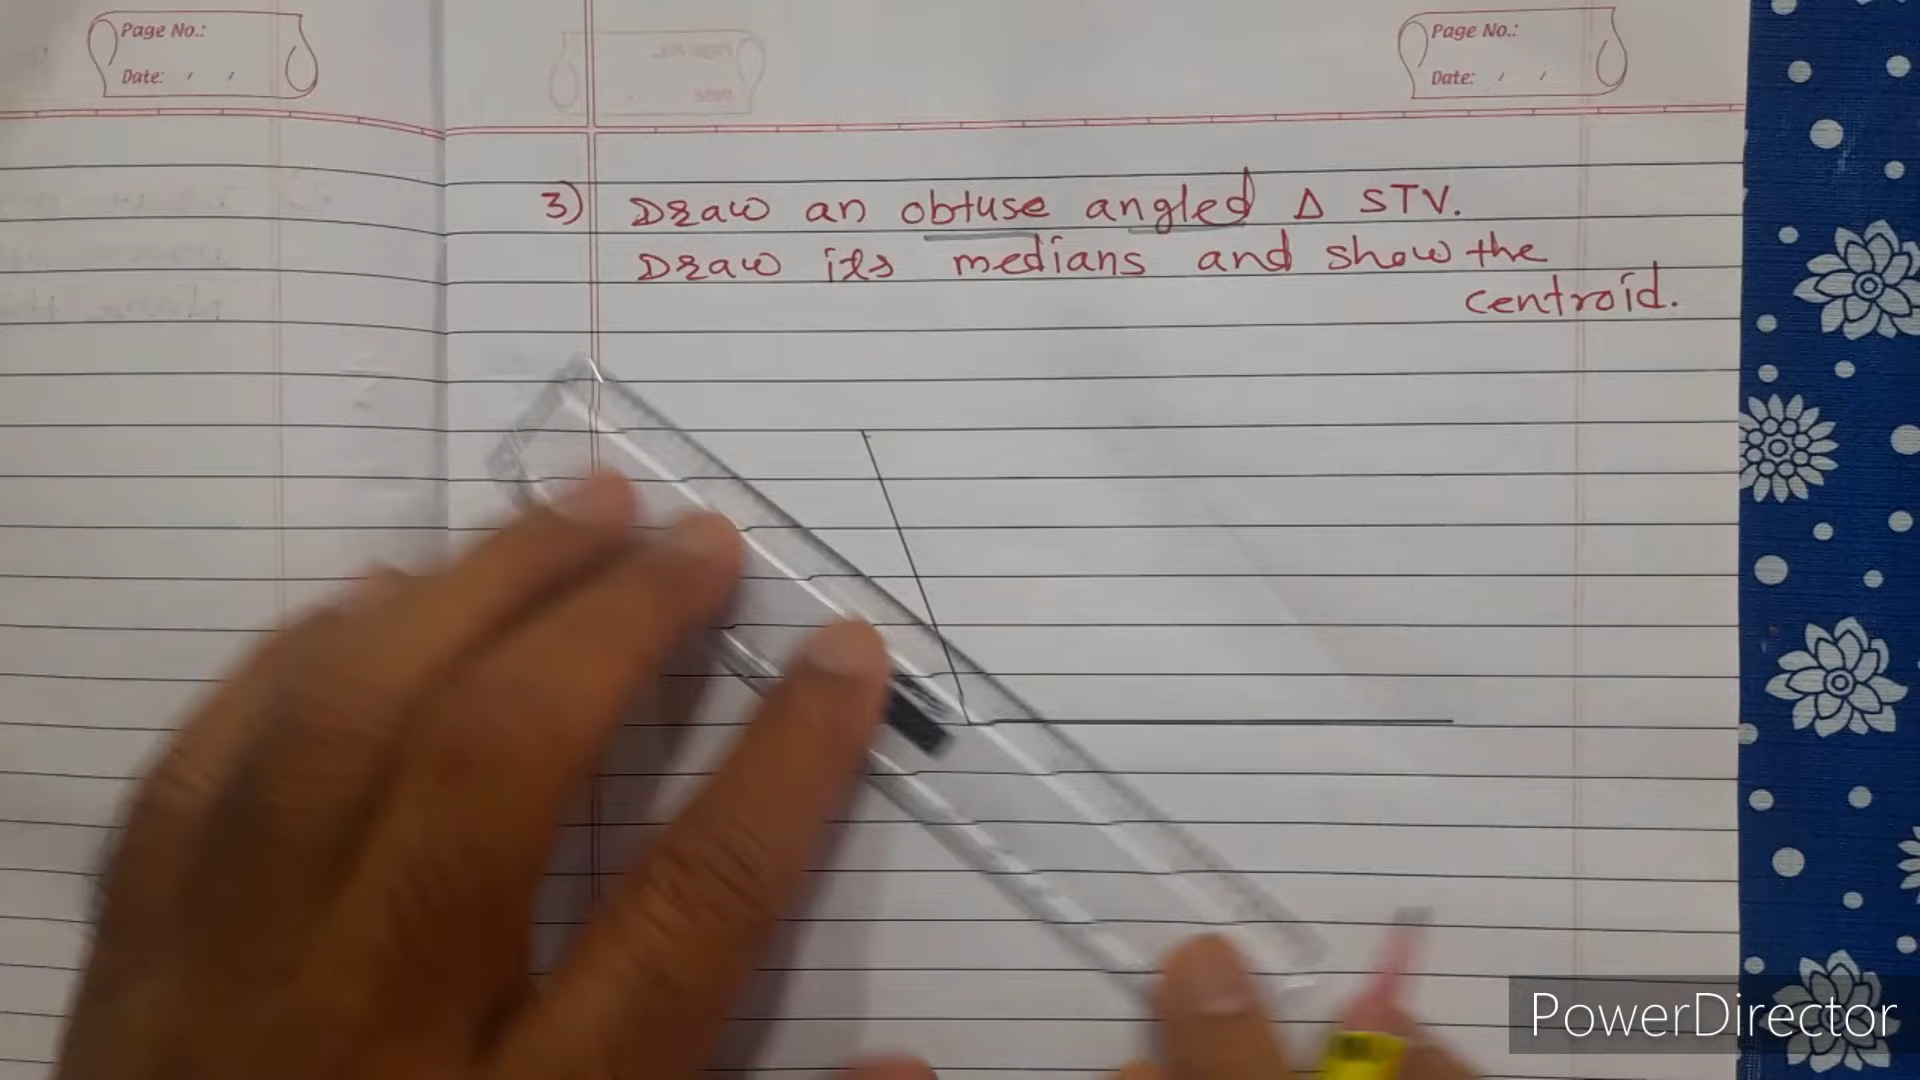 Page No.:
Date: / /
Page No.:
Date: / /
3) Draw an obtuse angled Δ STV.
Draw its medians and show the
centroid.
PowerDirector